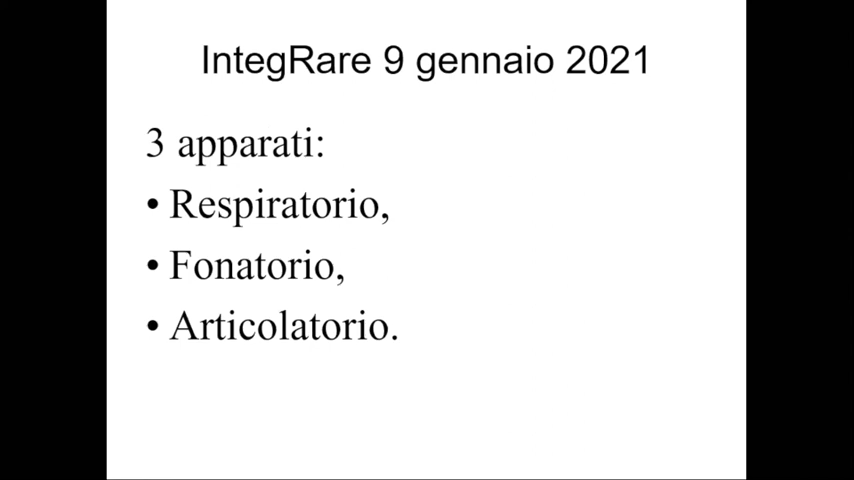 IntegRare 9 gennaio 2021
3 apparati:
• Respiratorio,
• Fonatorio,
• Articolatorio.